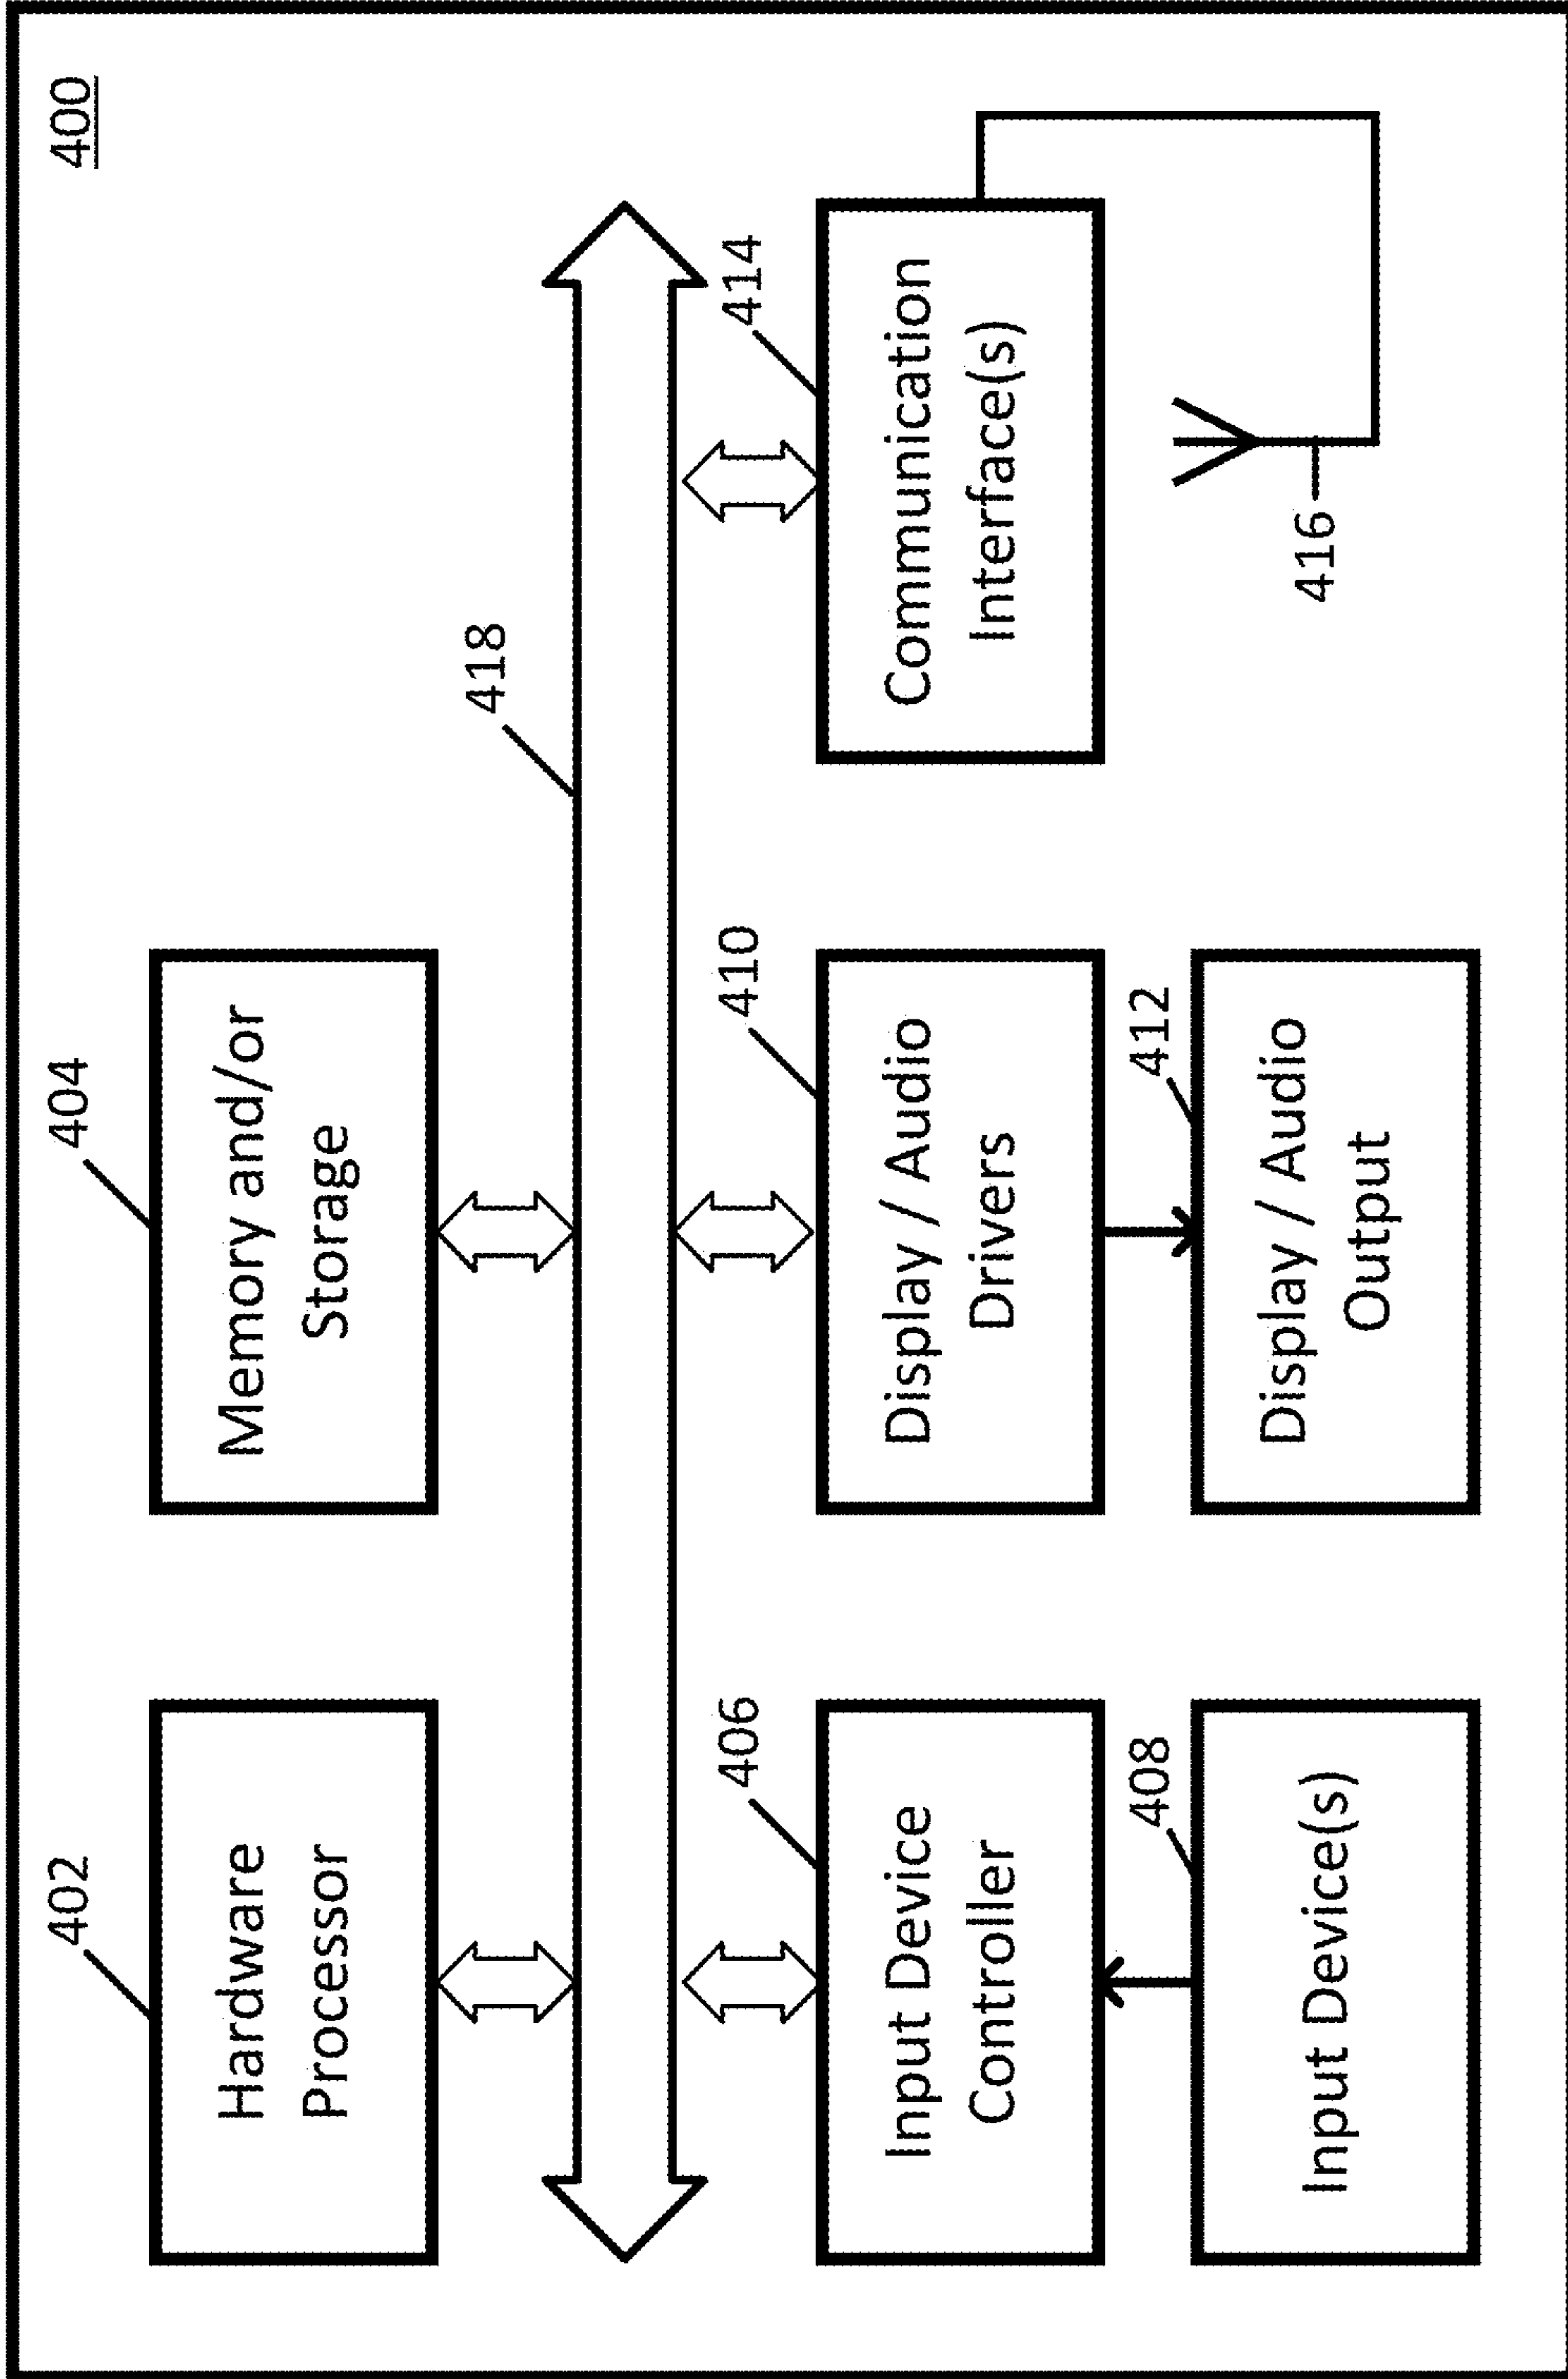 400
402
Hardware
Processor
404
Memory and/or
Storage
418
406
Input Device
Controller
410
Display / Audio
Drivers
414
Communication
Interface(s)
408
Input Device(s)
412
Display / Audio
Output
416